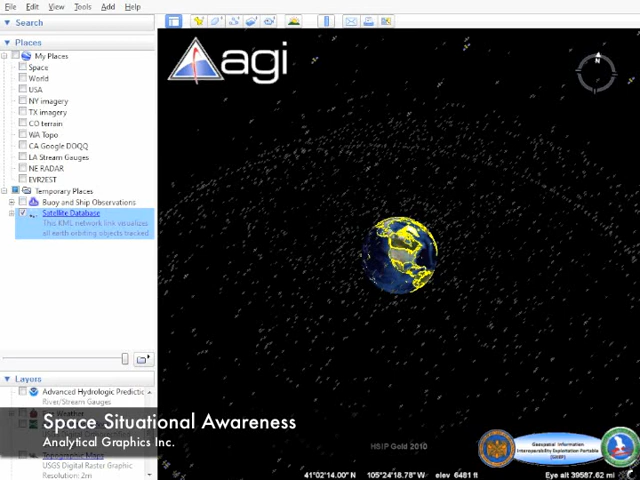 File Edit View Tools Add Help
Search
Places
My Places
Space
World
USA
NY imagery
TX imagery
CO terrain
WA Topo
CA Google DOQQ
LA Stream Gauges
NE RADAR
EVR2EST
Temporary Places
Buoy and Ship Observations
Satellite Database
This KML network link visualizes
all earth orbiting objects tracked
agi
N
Layers
Advanced Hydrologic Predictio
River/Stream Gauges
Weather
Space Situational Awareness
Analytical Graphics Inc.
Topographic Maps
USGS Digital Raster Graphic
Resolution: 2m
HSIP Gold 2010
Geospatial Information
Interoperability Exploitation Portable
(GIIEP)
41°02'14.00" N 105°24'18.78" W elev 6481 ft
Eye alt 39587.62 mi